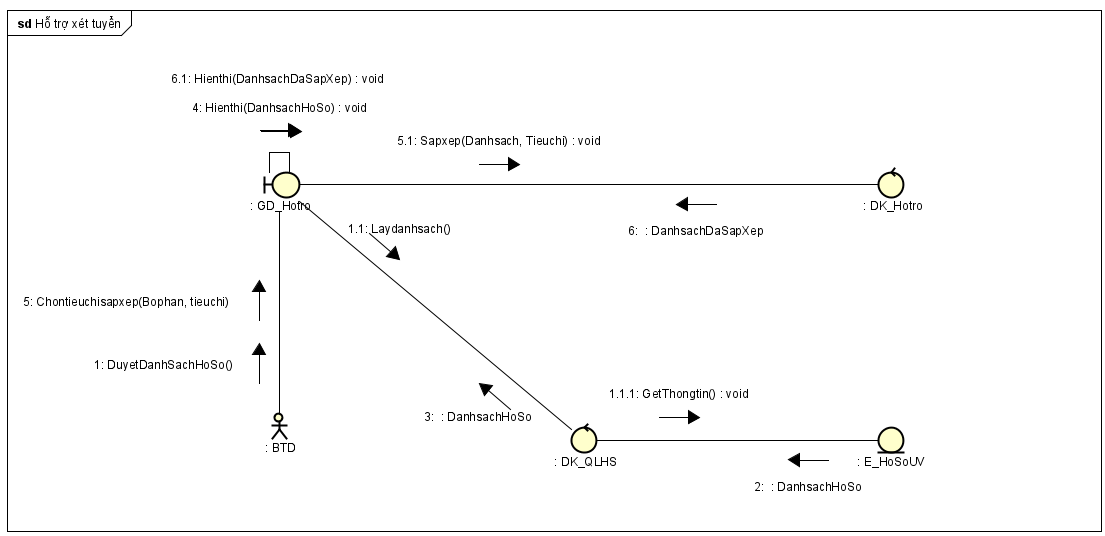 sd Hỗ trợ xét tuyển
6.1: Hienthi(DanhsachDaSapXep) : void
4: Hienthi(DanhsachHoSo) : void
5.1: Sapxep(Danhsach, Tieuchi) : void
: GD_Hotro
: DK_Hotro
1.1: Laydanhsach()
6: : DanhsachDaSapXep
5: Chontieuchisapxep(Bophan, tieuchi)
1: DuyetDanhSachHoSo()
1.1.1: GetThongtin() : void
3: : DanhsachHoSo
: BTD
: DK_QLHS
: E_HoSoUV
2: : DanhsachHoSo